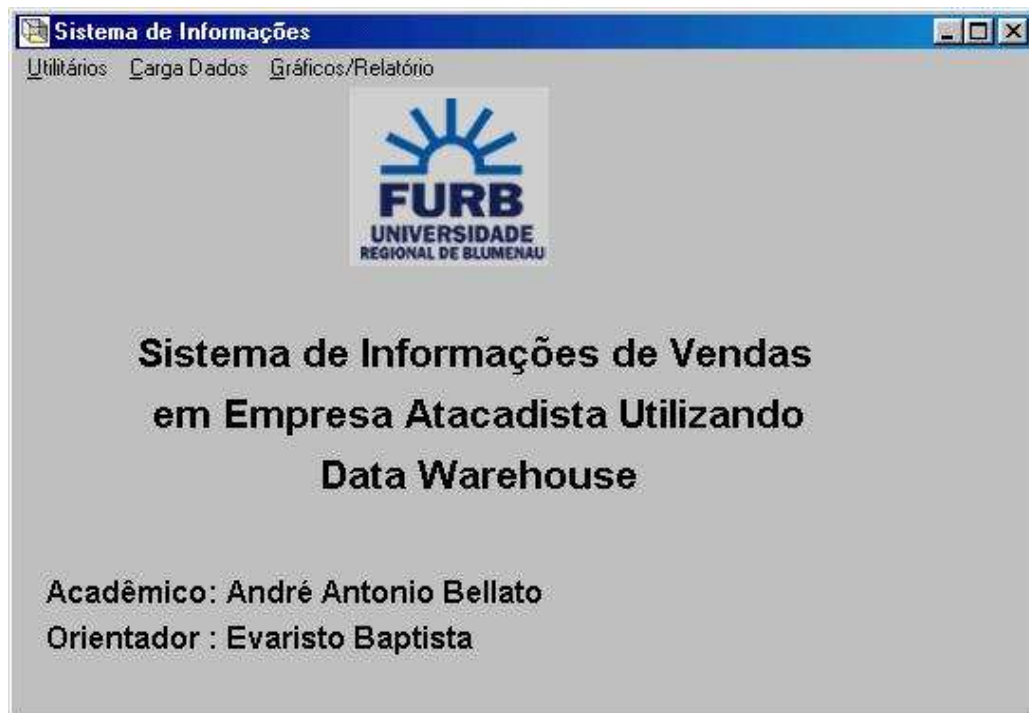 Sistema de Informações
Utilitários Carga Dados Gráficos/Relatório
FURB
UNIVERSIDADE
REGIONAL DE BLUMENAU
Sistema de Informações de Vendas
em Empresa Atacadista Utilizando
Data Warehouse
Acadêmico: André Antonio Bellato
Orientador : Evaristo Baptista